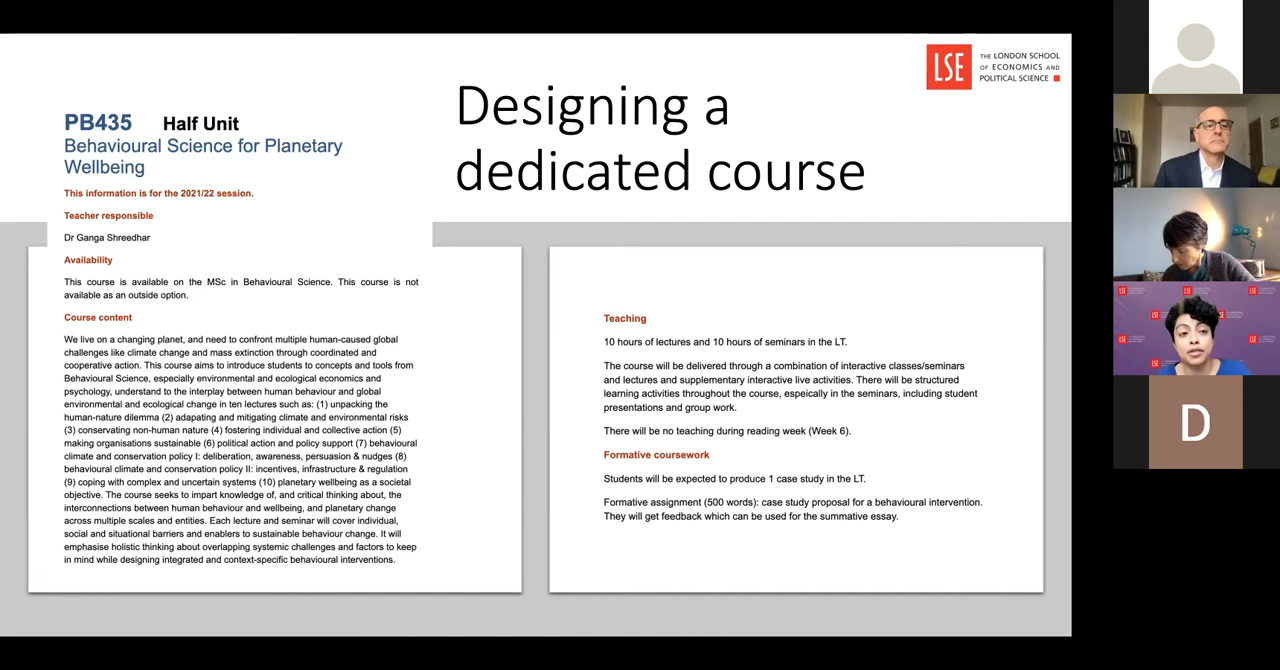 Designing a
dedicated course
LSE
THE LONDON SCHOOL
OF ECONOMICS AND
POLITICAL SCIENCE
PB435 Half Unit
Behavioural Science for Planetary
Wellbeing
This information is for the 2021/22 session.
Teacher responsible
Dr Ganga Shreedhar
Availability
This course is available on the MSc in Behavioural Science. This course is not
available as an outside option.
Course content
We live on a changing planet, and need to confront multiple human-caused global
challenges like climate change and mass extinction through coordinated and
cooperative action. This course aims to introduce students to concepts and tools from
Behavioural Science, especially environmental and ecological economics and
psychology, understand to the interplay between human behaviour and global
environmental and ecological change in ten lectures such as: (1) unpacking the
human-nature dilemma (2) adapating and mitigating climate and environmental risks
(3) conservating non-human nature (4) fostering individual and collective action (5)
making organisations sustainable (6) political action and policy support (7) behavioural
climate and conservation policy I: deliberation, awareness, persuasion & nudges (8)
behavioural climate and conservation policy II: incentives, infrastructure & regulation
(9) coping with complex and uncertain systems (10) planetary wellbeing as a societal
objective. The course seeks to impart knowledge of, and critical thinking about, the
interconnections between human behaviour and wellbeing, and planetary change
across multiple scales and entities. Each lecture and seminar will cover individual,
social and situational barriers and enablers to sustainable behaviour change. It will
emphasise holistic thinking about overlapping systemic challenges and factors to keep
in mind while designing integrated and context-specific behavioural interventions.
Teaching
10 hours of lectures and 10 hours of seminars in the LT.
The course will be delivered through a combination of interactive classes/seminars
and lectures and supplementary interactive live activities. There will be structured
learning activities throughout the course, espeically in the seminars, including student
presentations and group work.
There will be no teaching during reading week (Week 6).
Formative coursework
Students will be expected to produce 1 case study in the LT.
Formative assignment (500 words): case study proposal for a behavioural intervention.
They will get feedback which can be used for the summative essay.
LSE
LSE
LSE
LSE
LSE
LSE
LSE
LSE
LSE
D